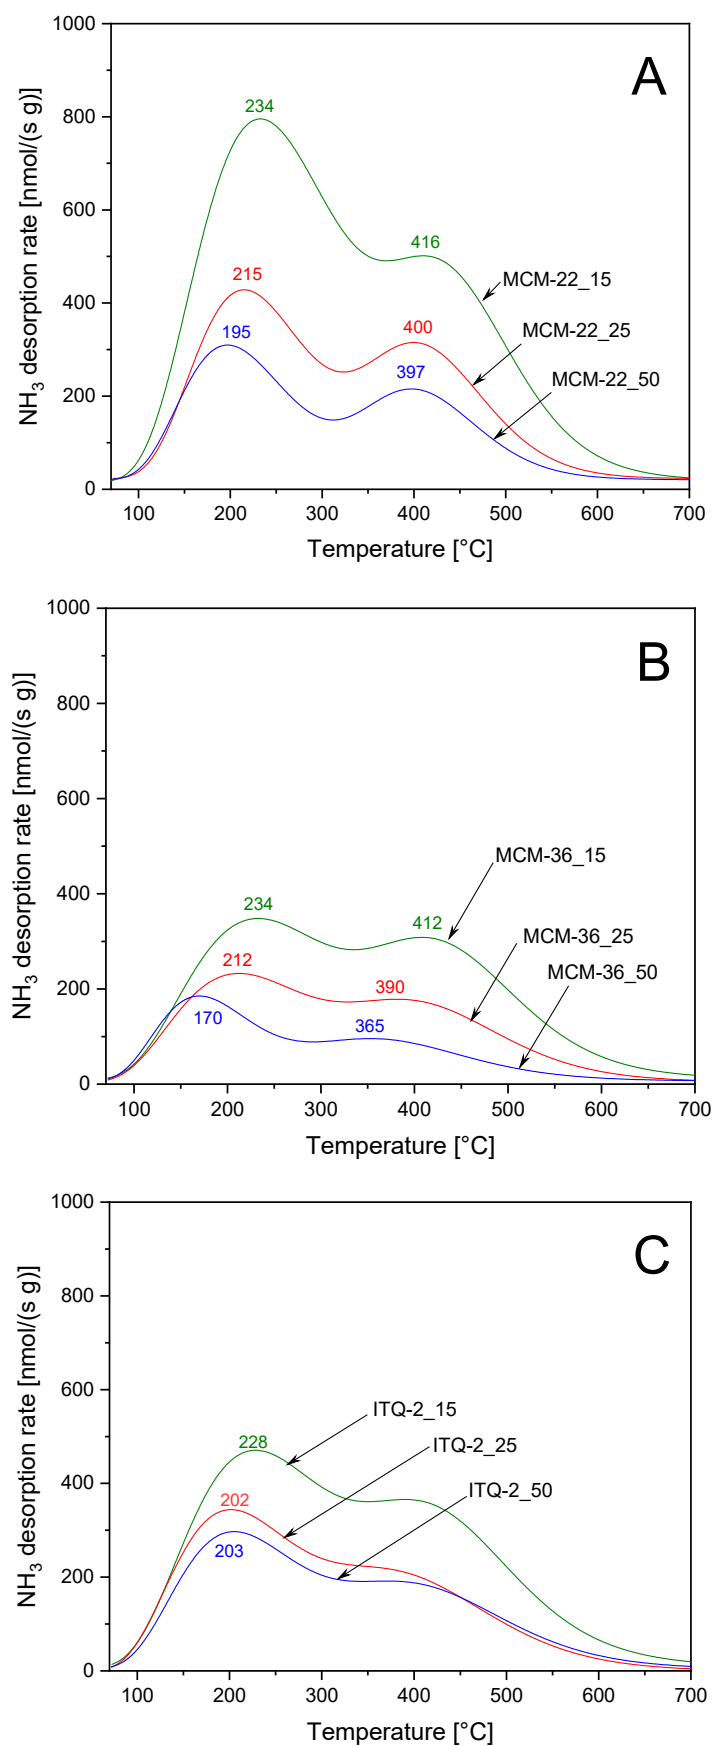 A
NH3 desorption rate [nmol/(s g)]
1000
800
600
400
200
0
234
416
215
400
195
397
MCM-22_15
MCM-22_25
MCM-22_50
100 200 300 400 500 600 700
Temperature [°C]
B
NH3 desorption rate [nmol/(s g)]
1000
800
600
400
200
0
234
412
212
390
170
365
MCM-36_15
MCM-36_25
MCM-36_50
100 200 300 400 500 600 700
Temperature [°C]
C
NH3 desorption rate [nmol/(s g)]
1000
800
600
400
200
0
228
202
203
ITQ-2_15
ITQ-2_25
ITQ-2_50
100 200 300 400 500 600 700
Temperature [°C]